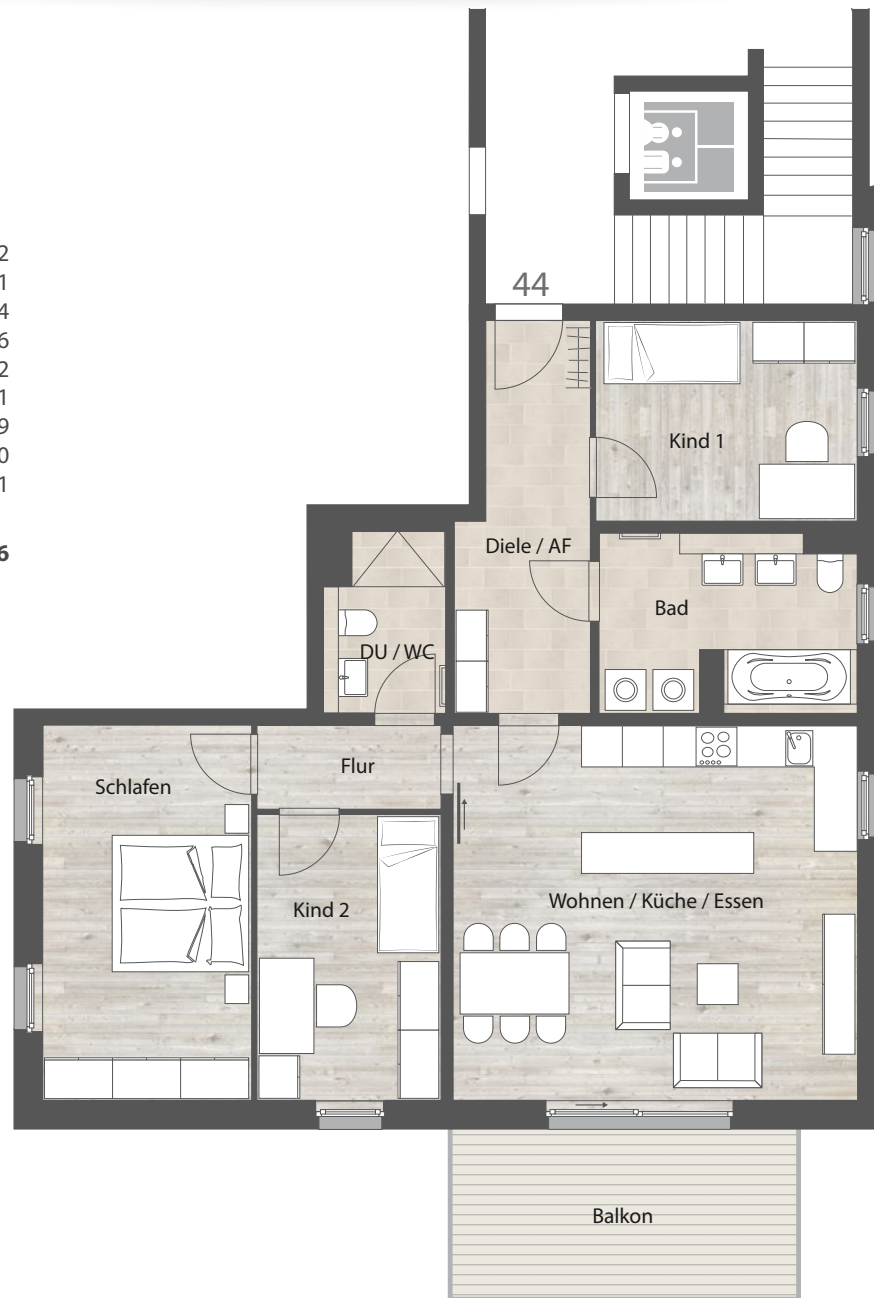 2
1
4
6
2
1
9
0
1
6
44
Kind 1
Diele / AF
Bad
DU / WC
Flur
Schlafen
Kind 2
Wohnen / Küche / Essen
Balkon